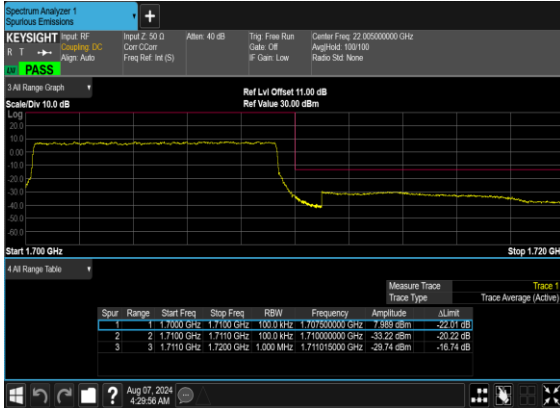 Spectrum Analyzer 1
Spurious Emissions
+
KEYSIGHT Input: RF Input Z: 50 Ω Atten: 40 dB Trig: Free Run Center Freq: 22.005000000 GHz
R T Coupling: DC Corr CCorr Gate: Off Avg|Hold: 100/100
Align: Auto Freq Ref: Int (S) IF Gain: Low Radio Std: None
PASS
3 All Range Graph
Ref Lvl Offset 11.00 dB
Scale/Div 10.0 dB Ref Value 30.00 dBm
Log
20.0
10.0
0.00
-10.0
-20.0
-30.0
-40.0
-50.0
-60.0
Start 1.700 GHz Stop 1.720 GH
4 All Range Table
Measure Trace Trace 1
Trace Type Trace Average (Active)
Spur Range Start Freq Stop Freq RBW Frequency Amplitude ΔLimit
1 1 1.7000 GHz 1.7100 GHz 100.0 kHz 1.707500000 GHz 7.989 dBm -22.01 dB
2 2 1.7100 GHz 1.7110 GHz 100.0 kHz 1.710000000 GHz -33.22 dBm -20.22 dB
3 3 1.7110 GHz 1.7200 GHz 1.000 MHz 1.711015000 GHz -29.74 dBm -16.74 dB
? Aug 07, 2024
4:29:56 AM